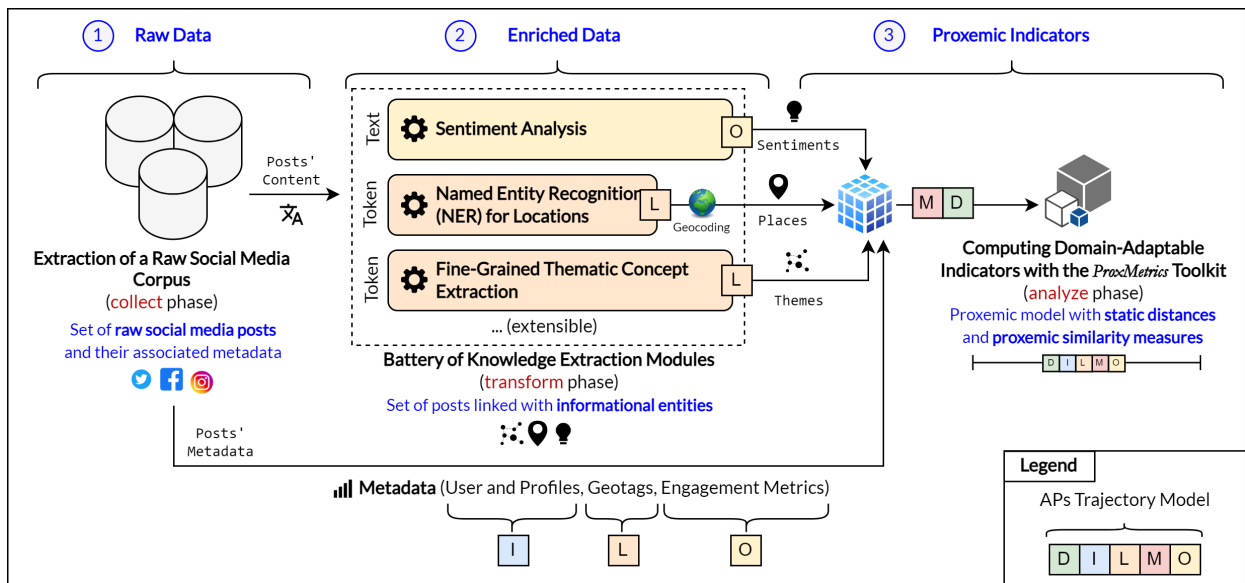 1 Raw Data
2 Enriched Data
3 Proxemic Indicators
Posts'
Content
Extraction of a Raw Social Media
Corpus
(collect phase)
Set of raw social media posts
and their associated metadata
Posts'
Metadata
Text
Sentiment Analysis
O
Sentiments
Token
Named Entity Recognition
(NER) for Locations
L
Geocoding
Places
Token
Fine-Grained Thematic Concept
Extraction
L
Themes
... (extensible)
Battery of Knowledge Extraction Modules
(transform phase)
Set of posts linked with informational entities
M D
Computing Domain-Adaptable
Indicators with the ProxMetrics Toolkit
(analyze phase)
Proxemic model with static distances
and proxemic similarity measures
D I L M O
Metadata (User and Profiles, Geotags, Engagement Metrics)
I L O
Legend
APs Trajectory Model
D I L M O